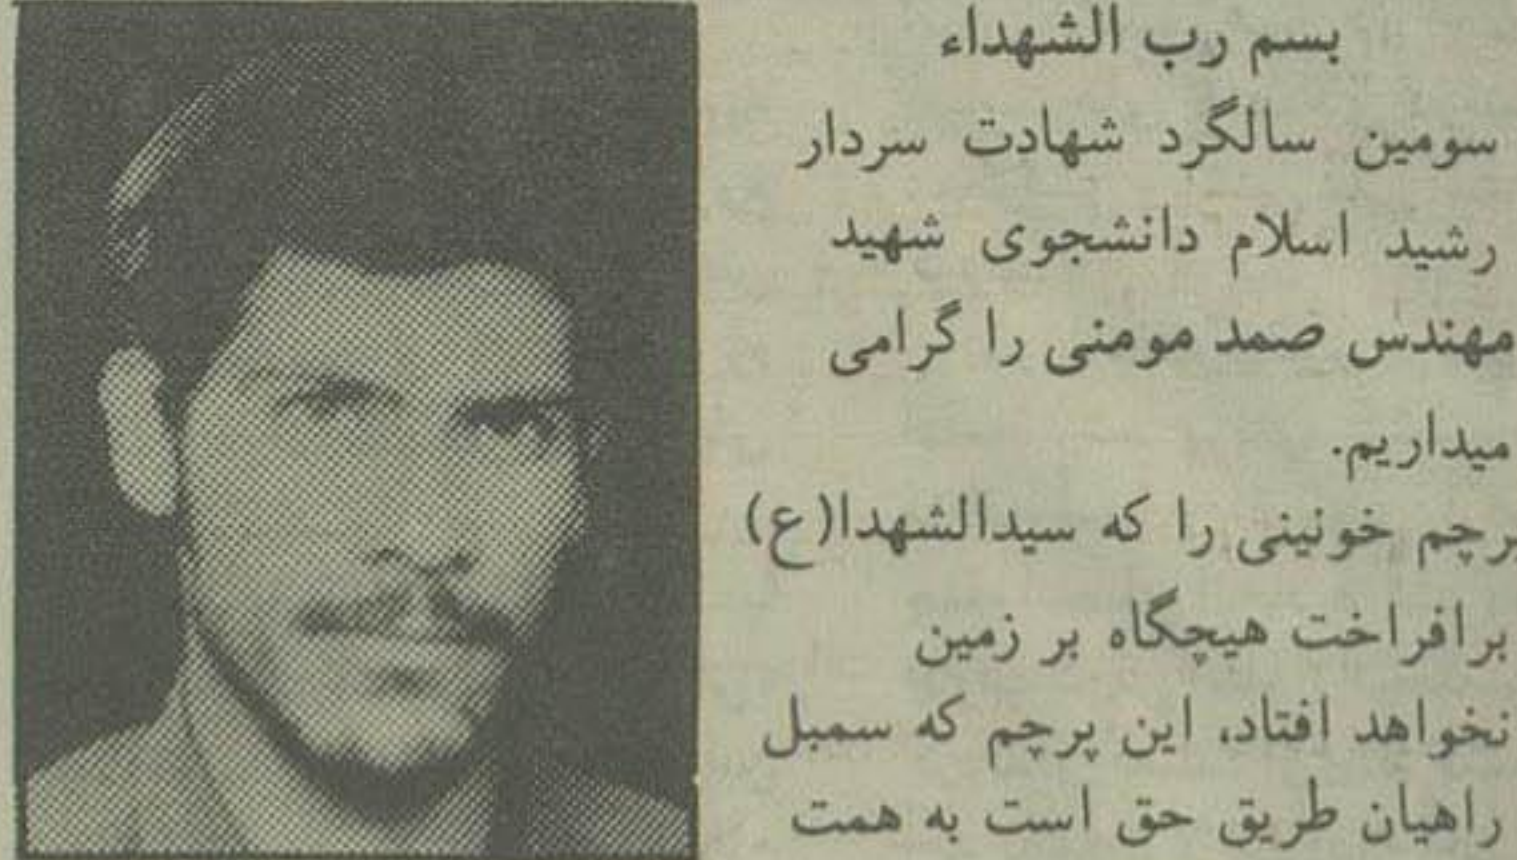 بسم رب الشهداء
سومین سالگرد شهادت سردار
رشید اسلام دانشجوی شهید
مهندس صمد مومنی را گرامی
میداریم.
پرچم خونینی را که سیدالشهدا(ع)
برافراخت هیچگاه بر زمین
نخواهد افتاد، این پرچم که سمبل
راهیان طریق حق است به همت